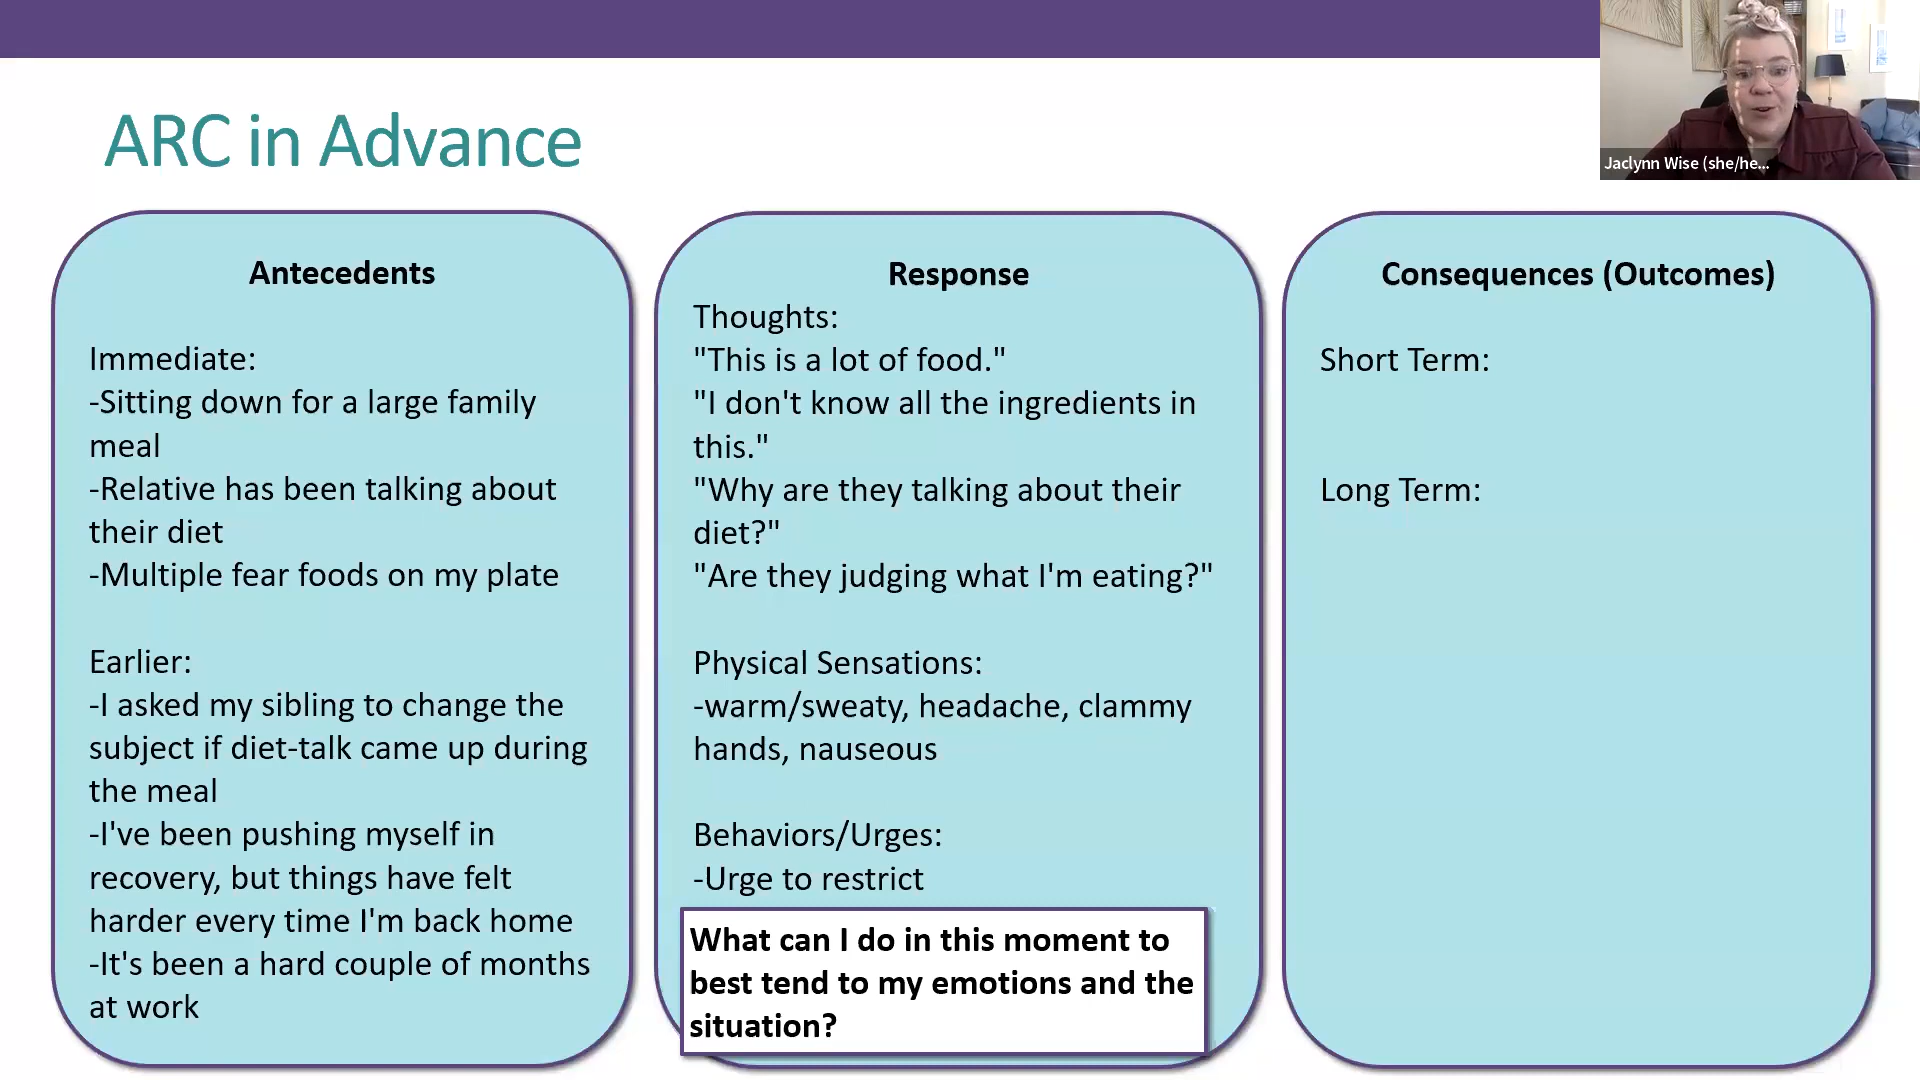 ARC in Advance
Jaclynn Wise (she/he...
Antecedents
Immediate:
-Sitting down for a large family
meal
-Relative has been talking about
their diet
-Multiple fear foods on my plate
Earlier:
-I asked my sibling to change the
subject if diet-talk came up during
the meal
-I've been pushing myself in
recovery, but things have felt
harder every time I'm back home
-It's been a hard couple of months
at work
Response
Thoughts:
"This is a lot of food."
"I don't know all the ingredients in
this."
"Why are they talking about their
diet?"
"Are they judging what I'm eating?"
Physical Sensations:
-warm/sweaty, headache, clammy
hands, nauseous
Behaviors/Urges:
-Urge to restrict
What can I do in this moment to
best tend to my emotions and the
situation?
Consequences (Outcomes)
Short Term:
Long Term: